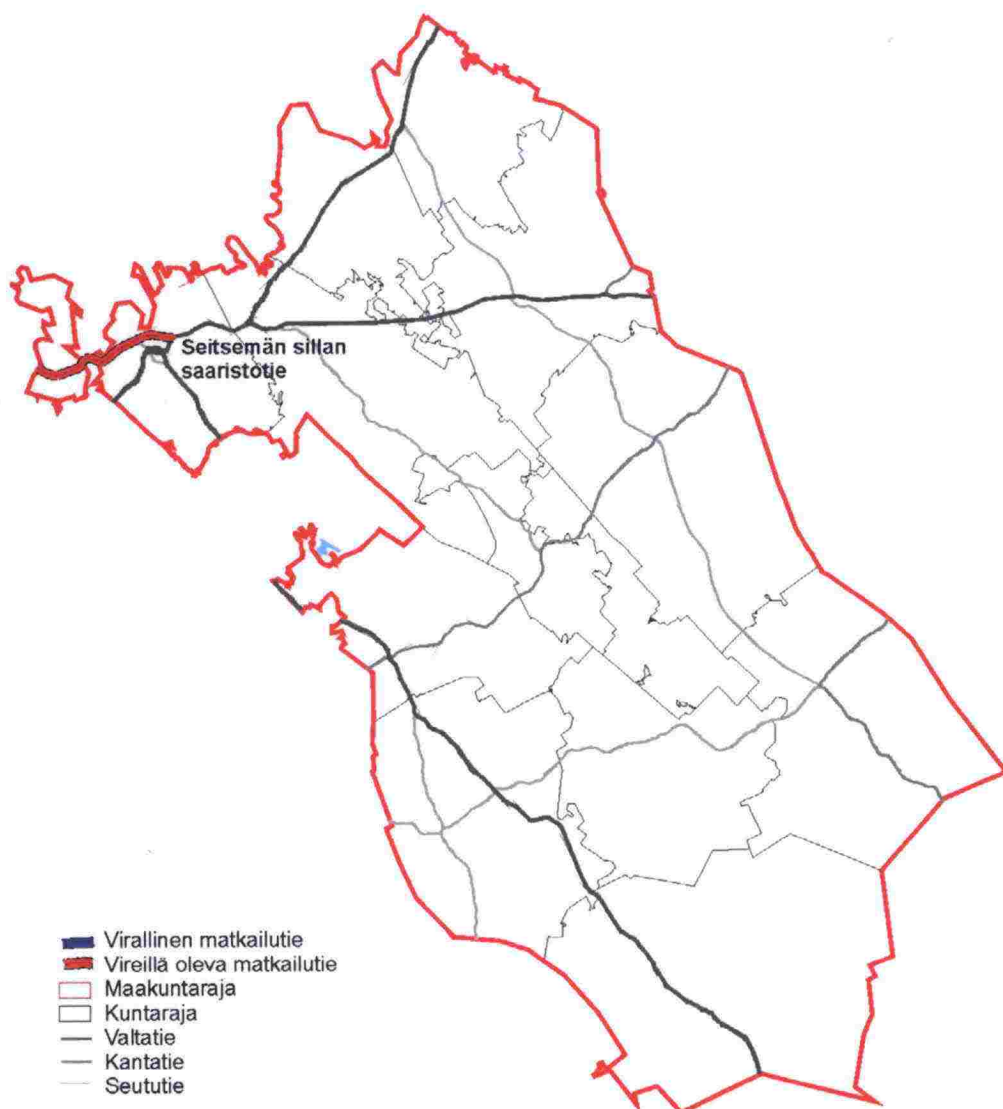 Seitsemän sillan
saaristotie
Virallinen matkailutie
Vireillä oleva matkailutie
Maakuntaraja
Kuntaraja
Valtatie
Kantatie
Seututie